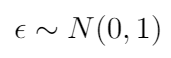 ϵ ∼ N(0, 1)